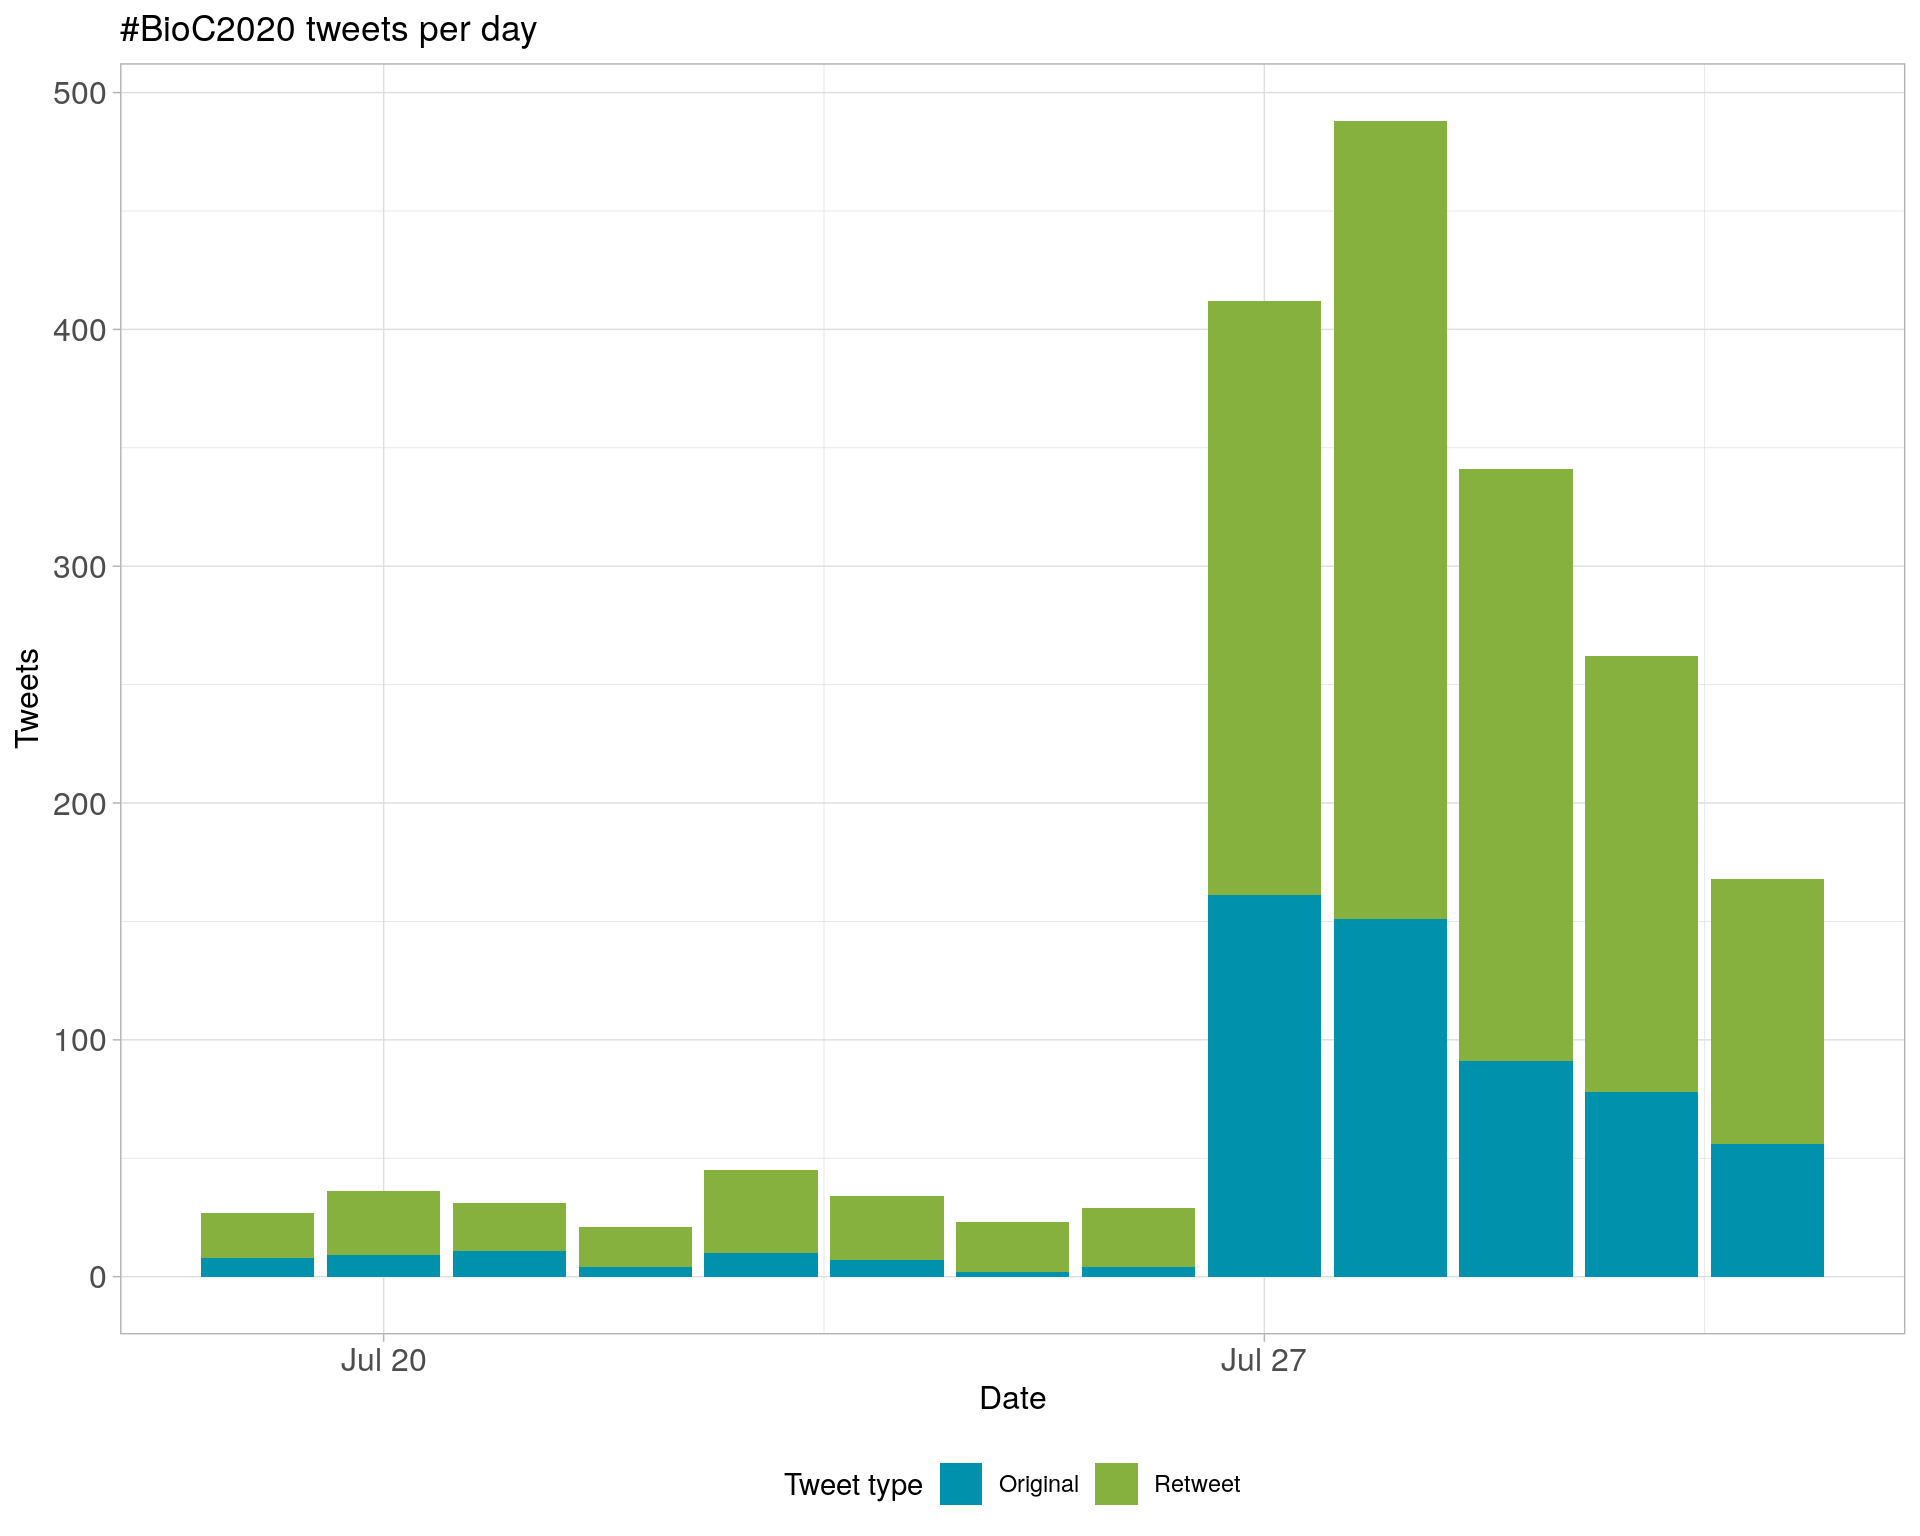 #BioC2020 tweets per day
500
400
300
200
100
0
Tweets
Jul 20
Jul 27
Date
Tweet type
Original
Retweet